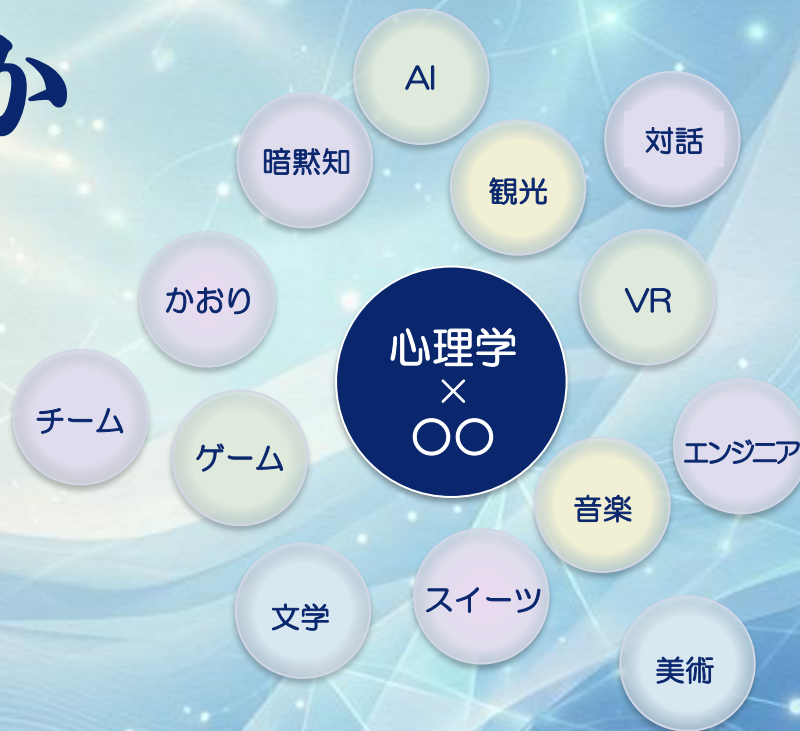 か
AI
対話
暗黙知
観光
かおり
VR
心理学
×
〇〇
チーム
ゲーム
エンジニア
音楽
スイーツ
文学
美術